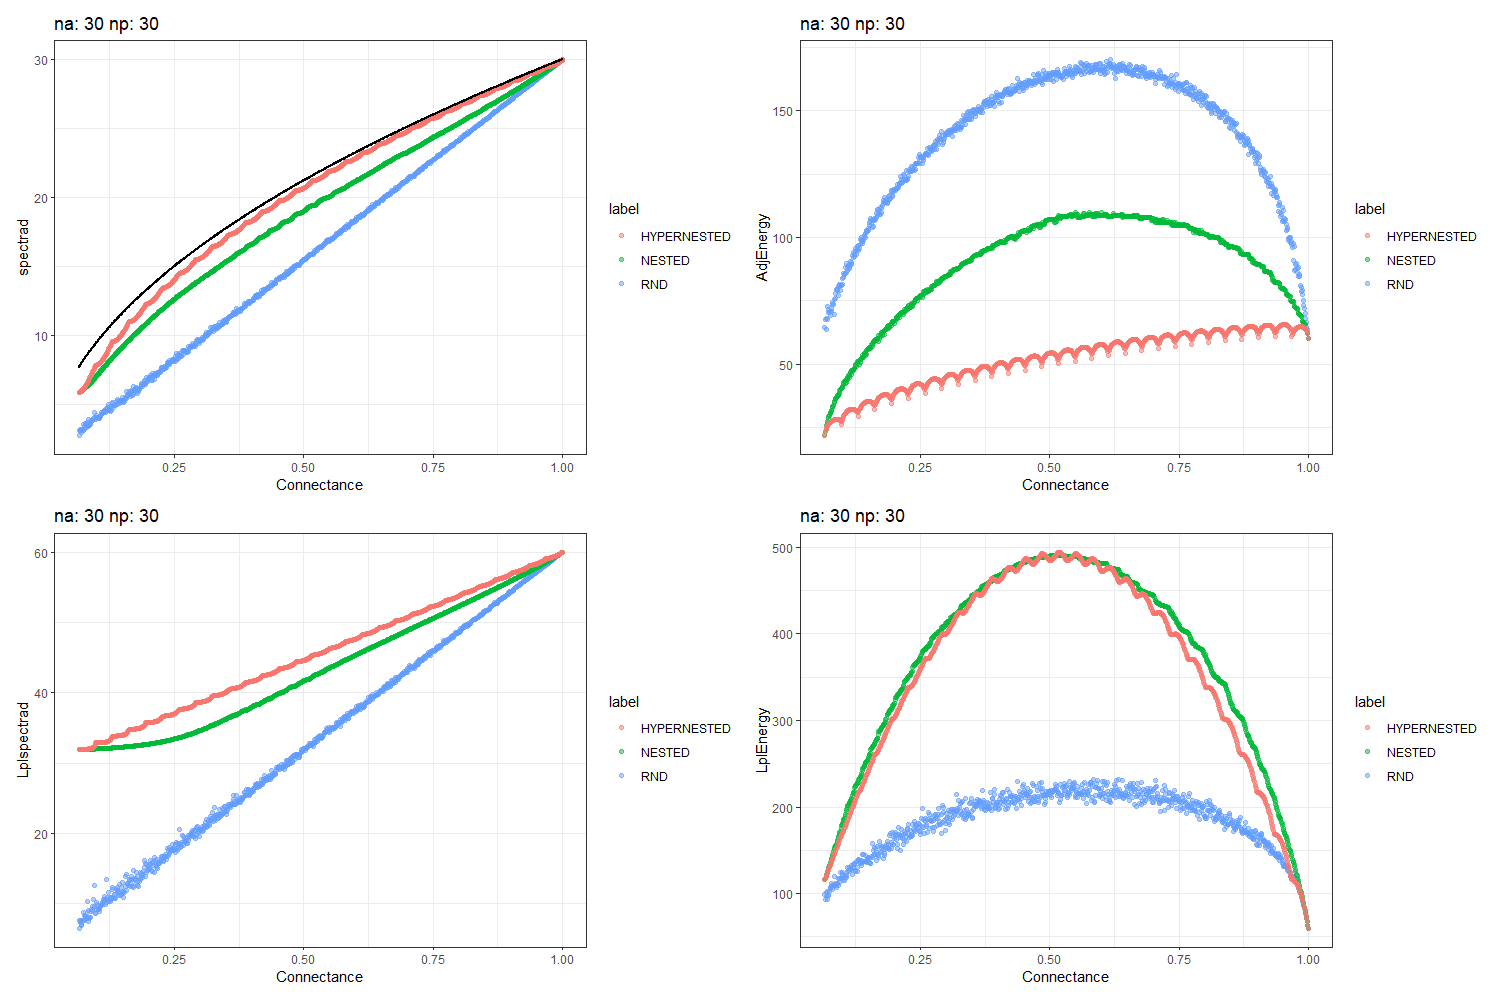 na: 30 np: 30
30
20
10
spectrad
0.25 0.50 0.75 1.00
Connectance
label
HYPERNESTED
NESTED
RND
na: 30 np: 30
150
100
50
AdjEnergy
0.25 0.50 0.75 1.00
Connectance
label
HYPERNESTED
NESTED
RND
na: 30 np: 30
60
40
20
Lplspectrad
0.25 0.50 0.75 1.00
Connectance
label
HYPERNESTED
NESTED
RND
na: 30 np: 30
500
400
300
200
100
LplEnergy
0.25 0.50 0.75 1.00
Connectance
label
HYPERNESTED
NESTED
RND